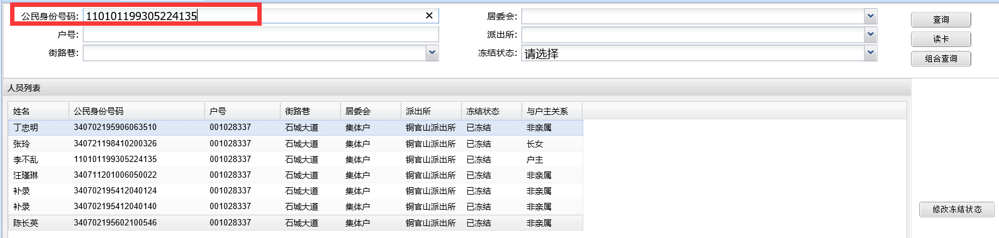 公民身份号码: 110101199305224135 ✕ 居委会: 查询
户号: 派出所: 读卡
街路巷: 冻结状态: 请选择 组合查询
人员列表
姓名 公民身份号码 户号 街路巷 居委会 派出所 冻结状态 与户主关系
丁忠明 340702195906063510 001028337 石城大道 集体户 铜官山派出所 已冻结 非亲属
张玲 340721198410200326 001028337 石城大道 集体户 铜官山派出所 已冻结 长女
李不乱 110101199305224135 001028337 石城大道 集体户 铜官山派出所 已冻结 户主
汪瑾琳 340711201006050022 001028337 石城大道 集体户 铜官山派出所 已冻结 非亲属
补录 340702195412040124 001028337 石城大道 集体户 铜官山派出所 已冻结 非亲属
补录 340702195412040140 001028337 石城大道 集体户 铜官山派出所 已冻结 非亲属
修改冻结状态
陈长英 340702195602100546 001028337 石城大道 集体户 铜官山派出所 已冻结 非亲属